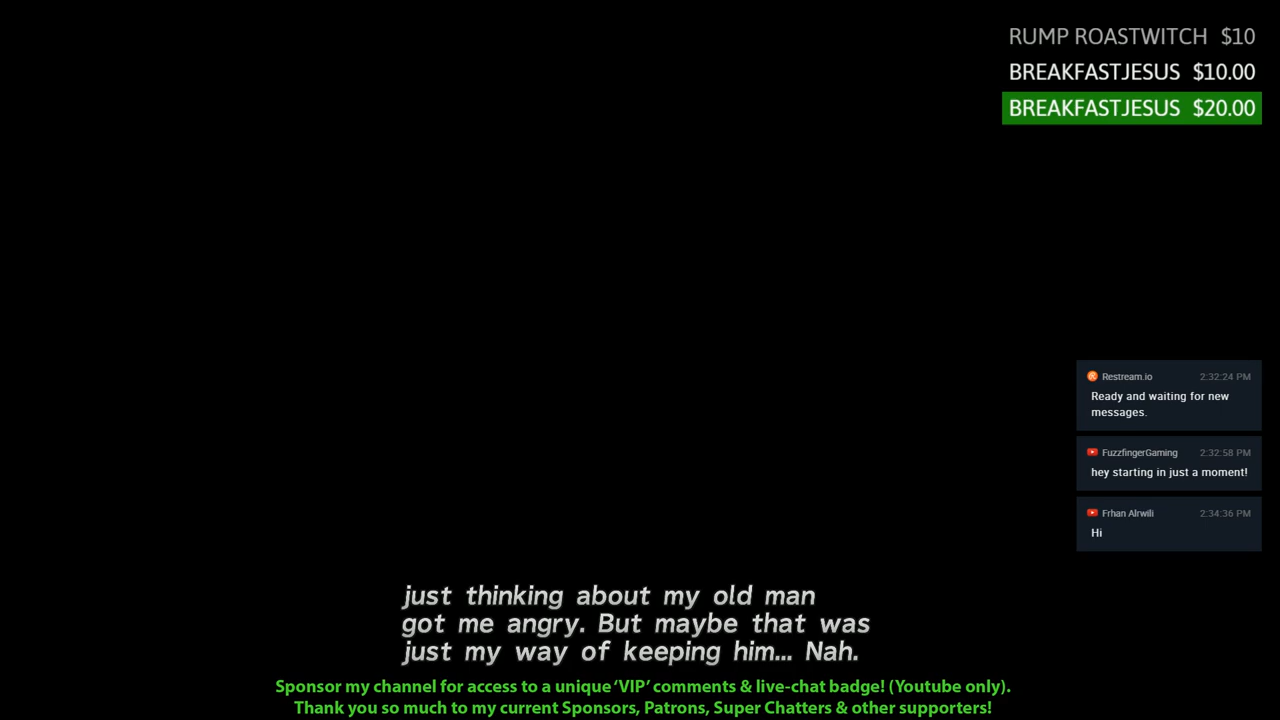 RUMP ROASTWITCH $10
BREAKFASTJESUS $10.00
BREAKFASTJESUS $20.00
Restream.io 2:32:24 PM
Ready and waiting for new
messages.
FuzzfingerGaming 2:32:58 PM
hey starting in just a moment!
Frhan Alrwili 2:34:36 PM
Hi
just thinking about my old man
got me angry. But maybe that was
just my way of keeping him... Nah.
Sponsor my channel for access to a unique ‘VIP’ comments & live-chat badge! (Youtube only).
Thank you so much to my current Sponsors, Patrons, Super Chatters & other supporters!